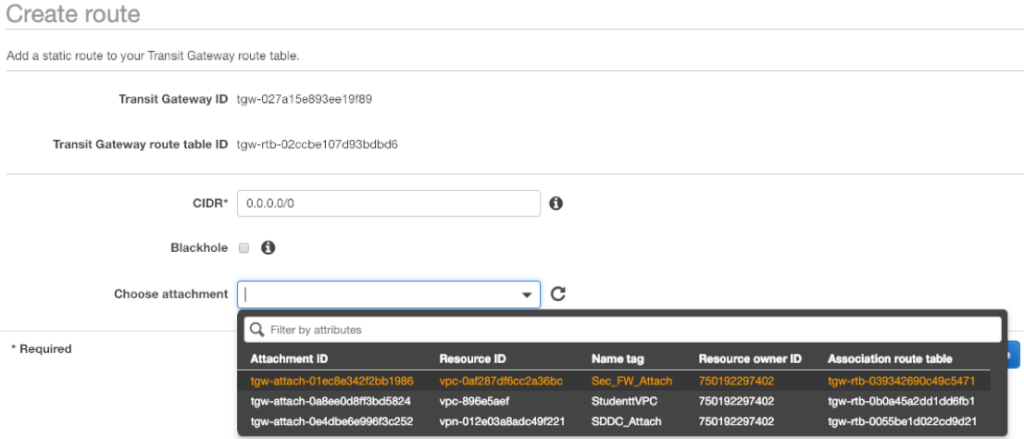 Create route
Add a static route to your Transit Gateway route table.
Transit Gateway ID tgw-027a15e893ee19f89
Transit Gateway route table ID tgw-rtb-02ccbe107d93bdbd6
CIDR* 0.0.0.0/0
Blackhole
Choose attachment
Filter by attributes
* Required
Attachment ID Resource ID Name tag Resource owner ID Association route table
tgw-attach-01ec8e342f2bb1986 vpc-0af287df6cc2a36bc Sec_FW_Attach 750192297402 tgw-rtb-039342690c49c5471
tgw-attach-0a8ee0d8ff3bd5824 vpc-896e5aef StudenttVPC 750192297402 tgw-rtb-0b0a45a2dd1dd6fb1
tgw-attach-0e4dbe6e996f3c252 vpn-012e03a8adc49f221 SDDC_Attach 750192297402 tgw-rtb-0055be1d022cd9d21